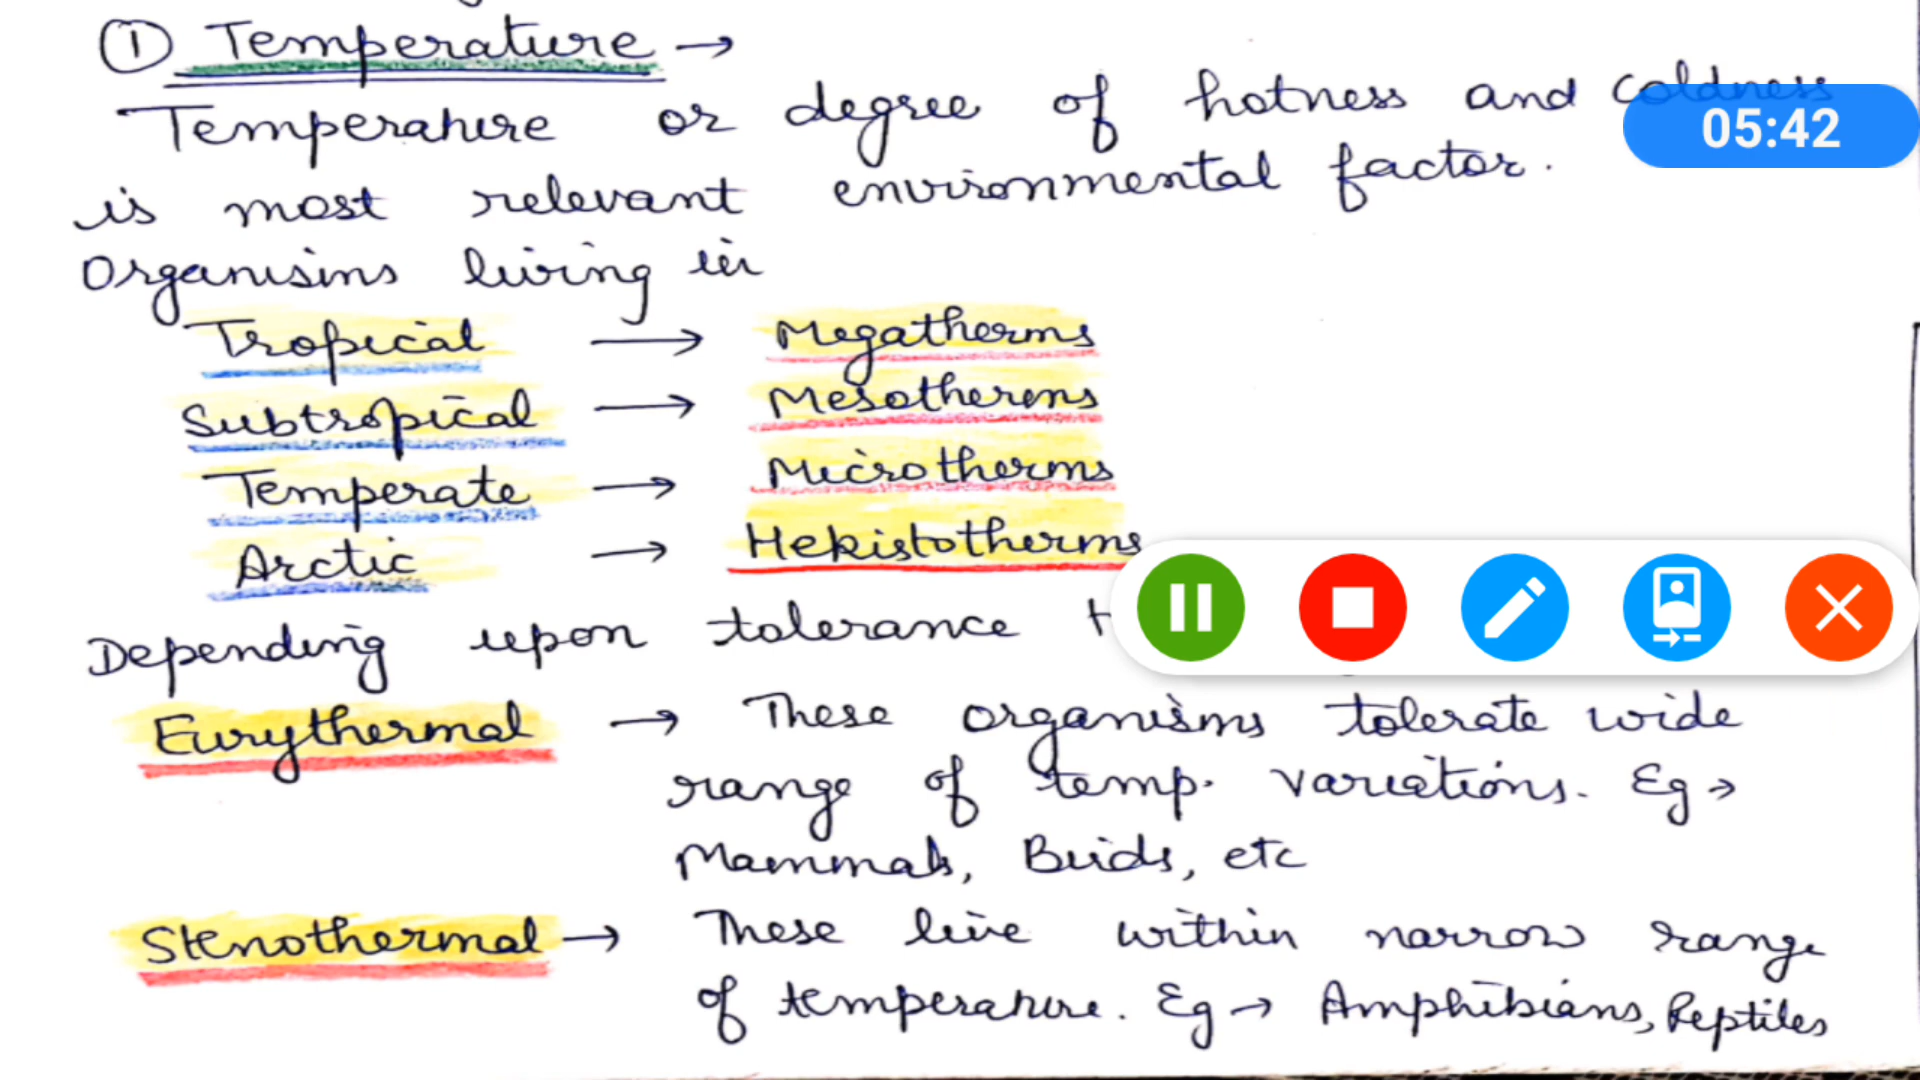 ① Temperature →
Temperature or degree of hotness and coldness
05:42
is most relevant environmental factor.
Organisims living in
Tropical → Megatherms
Subtropical → Mesotherms
Temperate → Microtherms
Arctic → Hekistotherms
Depending upon tolerance
Eurythermal → These organisms tolerate wide
range of temp. variations. Eg →
Mammals, Birds, etc
Stenothermal → These live within narrow range
of temperature. Eg → Amphibians, Reptiles